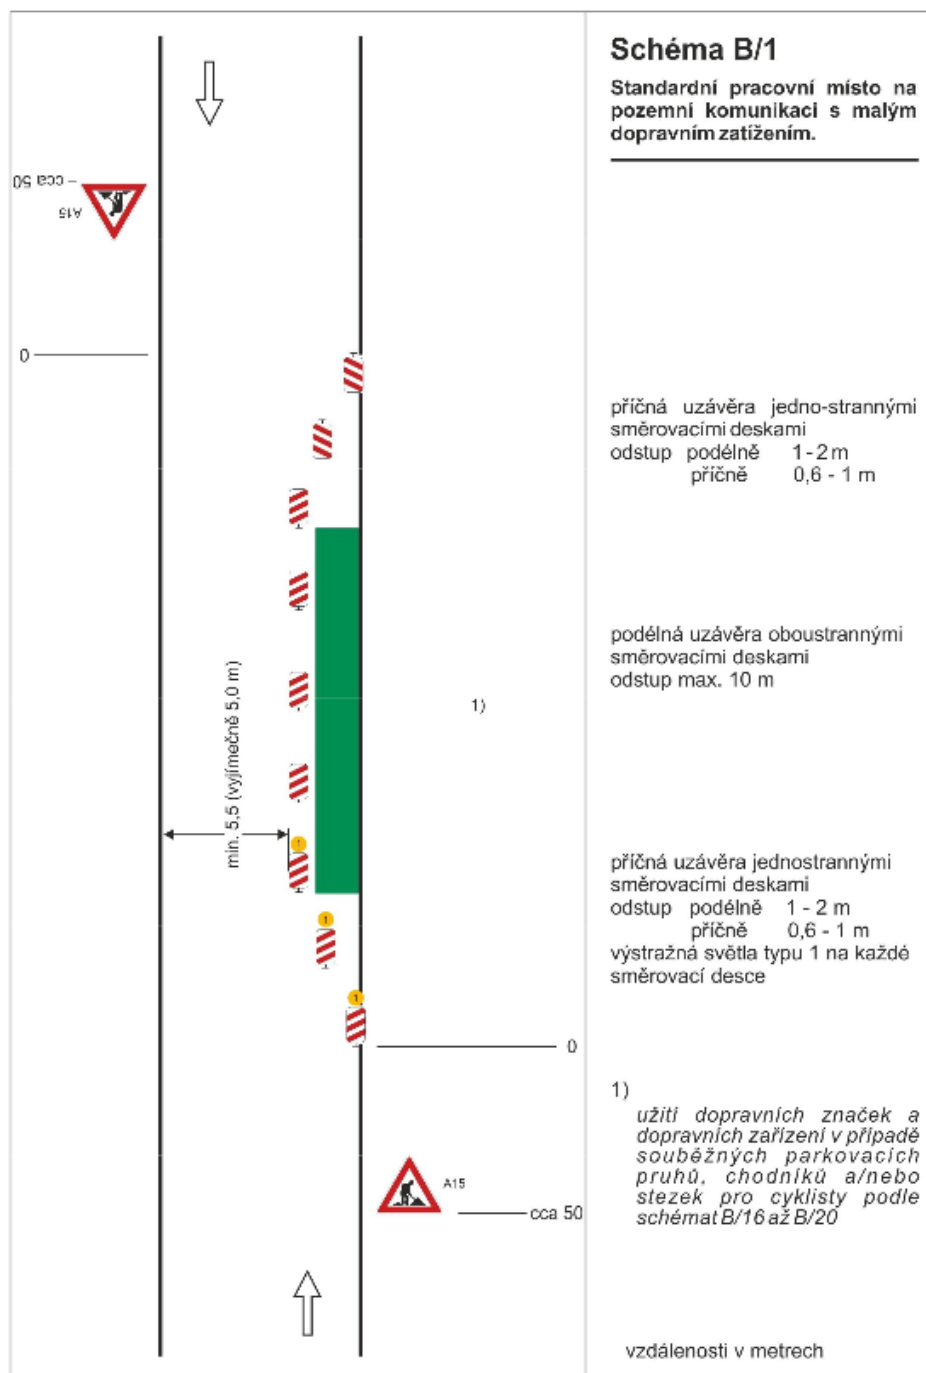 Schéma B/1
Standardní pracovní místo na
pozemní komunikaci s malým
dopravním zatížením.
cca 50
A15
0
příčná uzávěra jedno-strannými
směrovacími deskami
odstup podélně 1 - 2 m
příčně 0,6 - 1 m
podélná uzávěra oboustrannými
směrovacími deskami
odstup max. 10 m
min. 5,5 (vyjímečně 5,0 m)
1)
1
1
1
příčná uzávěra jednostrannými
směrovacími deskami
odstup podélně 1 - 2 m
příčně 0,6 - 1 m
výstražná světla typu 1 na každé
směrovací desce
0
A15
cca 50
1)
užití dopravních značek a
dopravních zařízení v případě
souběžných parkovacích
pruhů, chodníků a/nebo
stezek pro cyklisty podle
schémat B/16 až B/20
vzdálenosti v metrech